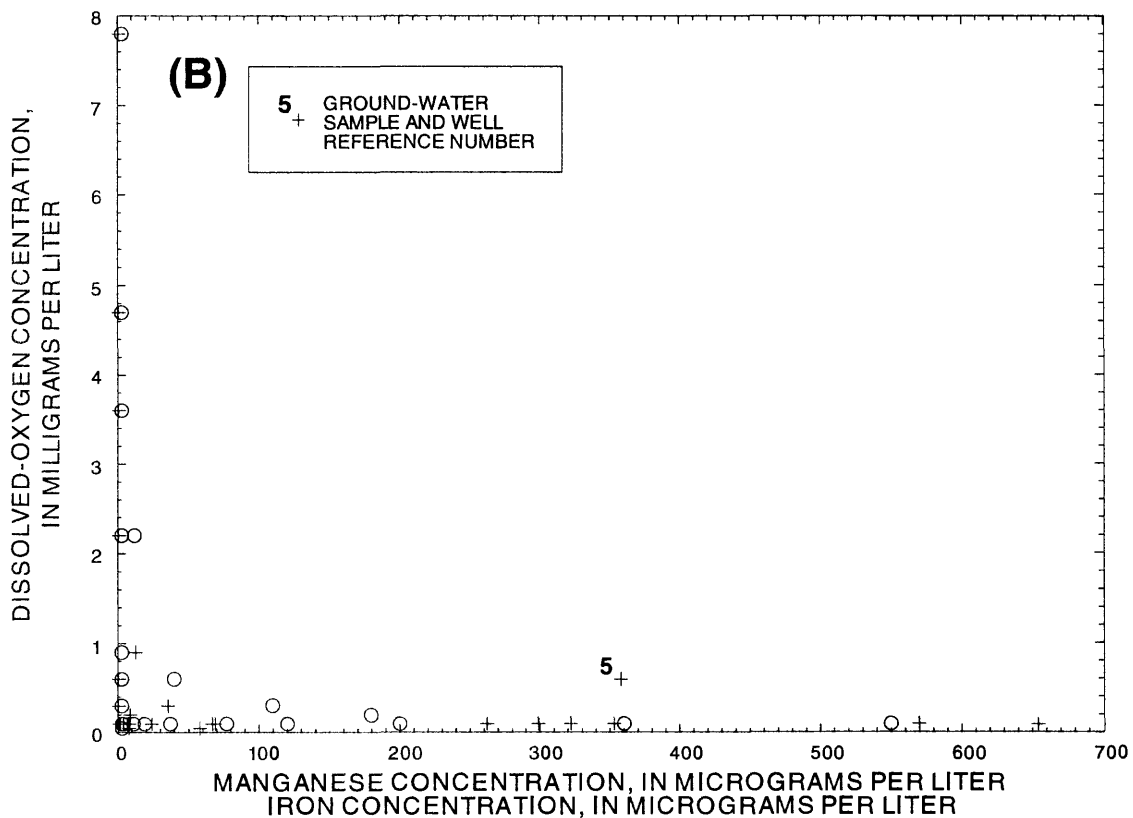 (B)
5 GROUND-WATER
+ SAMPLE AND WELL
REFERENCE NUMBER
DISSOLVED-OXYGEN CONCENTRATION,
IN MILLIGRAMS PER LITER
8
7
6
5
4
3
2
1
0
5
0 100 200 300 400 500 600 700
MANGANESE CONCENTRATION, IN MICROGRAMS PER LITER
IRON CONCENTRATION, IN MICROGRAMS PER LITER